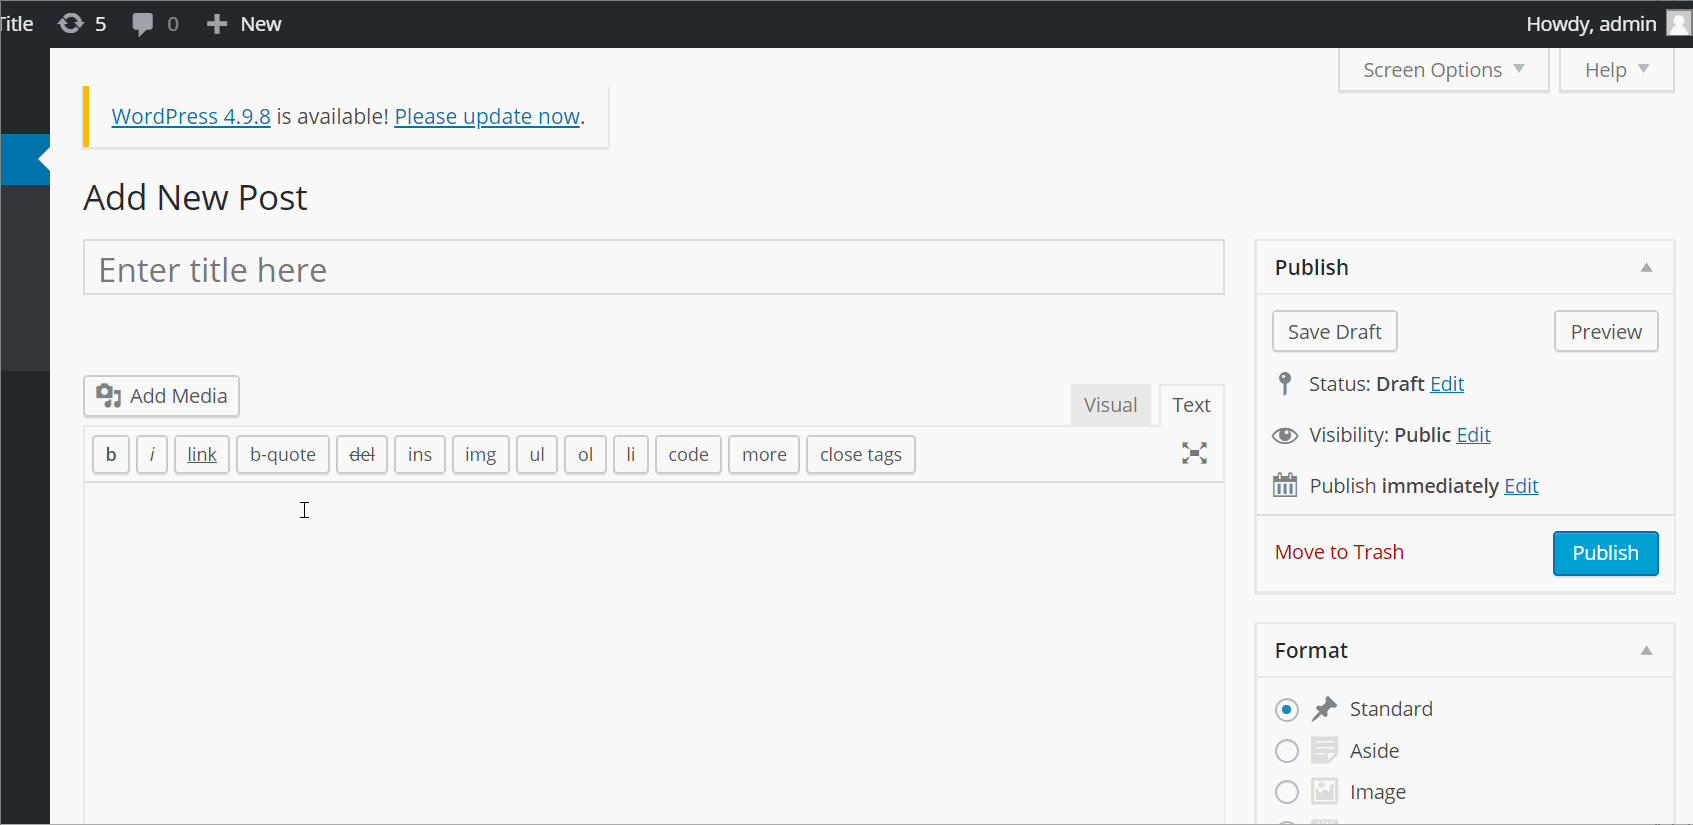 Title 5 0 New Howdy, admin
Screen Options Help
WordPress 4.9.8 is available! Please update now.
Add New Post
Enter title here
Add Media
Visual Text
b i link b-quote del ins img ul ol li code more close tags
Publish
Save Draft Preview
Status: Draft Edit
Visibility: Public Edit
Publish immediately Edit
Move to Trash Publish
Format
Standard
Aside
Image